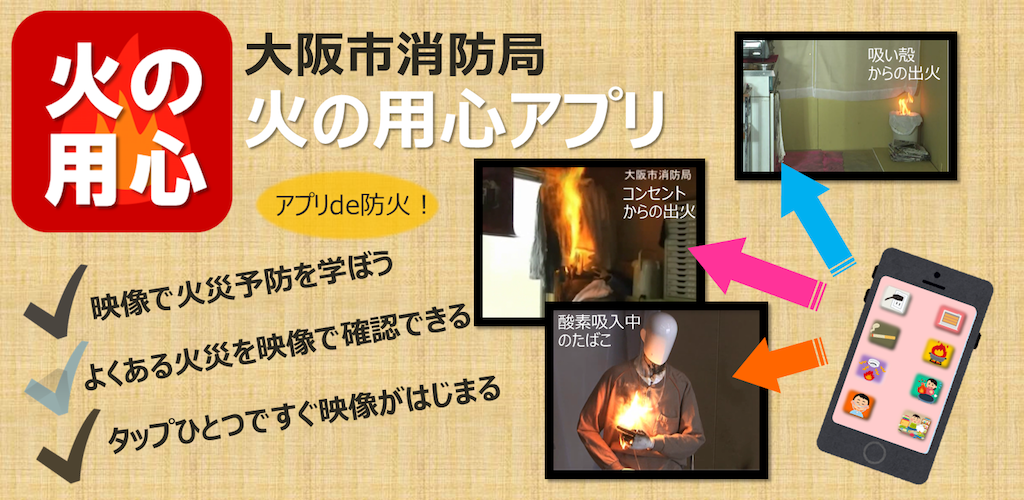 火の
用心
大阪市消防局
火の用心アプリ
アプリde防火！
映像で火災予防を学ぼう
よくある火災を映像で確認できる
タップひとつですぐ映像がはじまる
吸い殻
からの出火
大阪市消防局
コンセント
からの出火
酸素吸入中
のたばこ